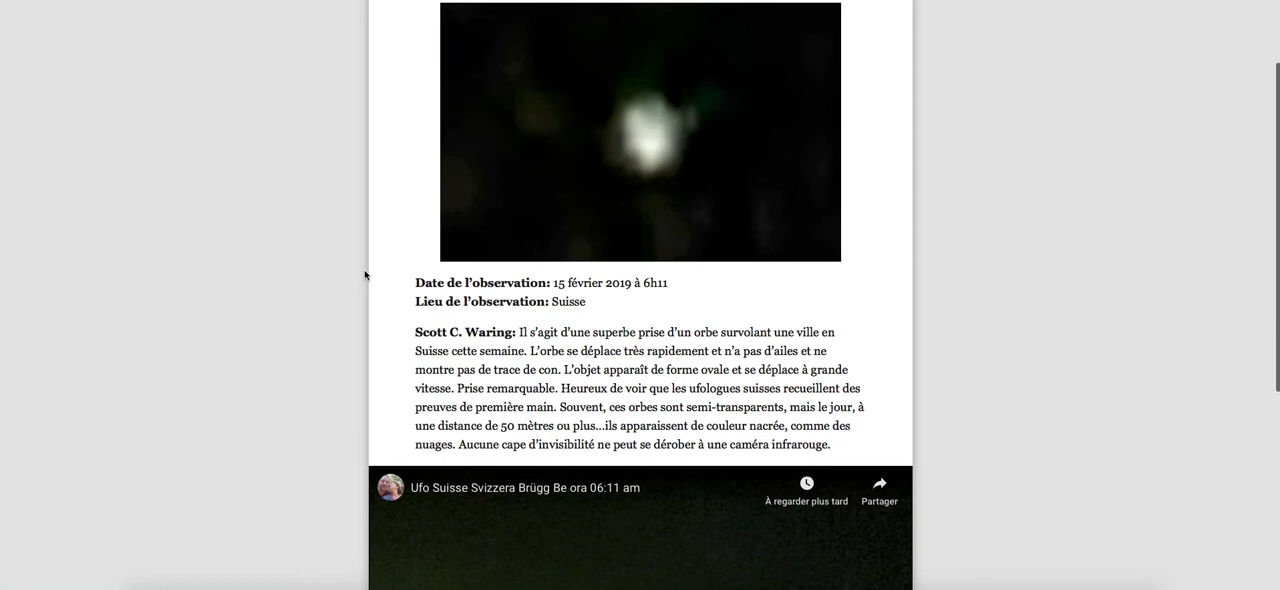 Date de l’observation: 15 février 2019 à 6h11
Lieu de l’observation: Suisse
Scott C. Waring: Il s’agit d’une superbe prise d’un orbe survolant une ville en
Suisse cette semaine. L’orbe se déplace très rapidement et n’a pas d’ailes et ne
montre pas de trace de con. L’objet apparaît de forme ovale et se déplace à grande
vitesse. Prise remarquable. Heureux de voir que les ufologues suisses recueillent des
preuves de première main. Souvent, ces orbes sont semi-transparents, mais le jour, à
une distance de 50 mètres ou plus...ils apparaissent de couleur nacrée, comme des
nuages. Aucune cape d’invisibilité ne peut se dérober à une caméra infrarouge.
Ufo Suisse Svizzera Brügg Be ora 06:11 am
À regarder plus tard
Partager